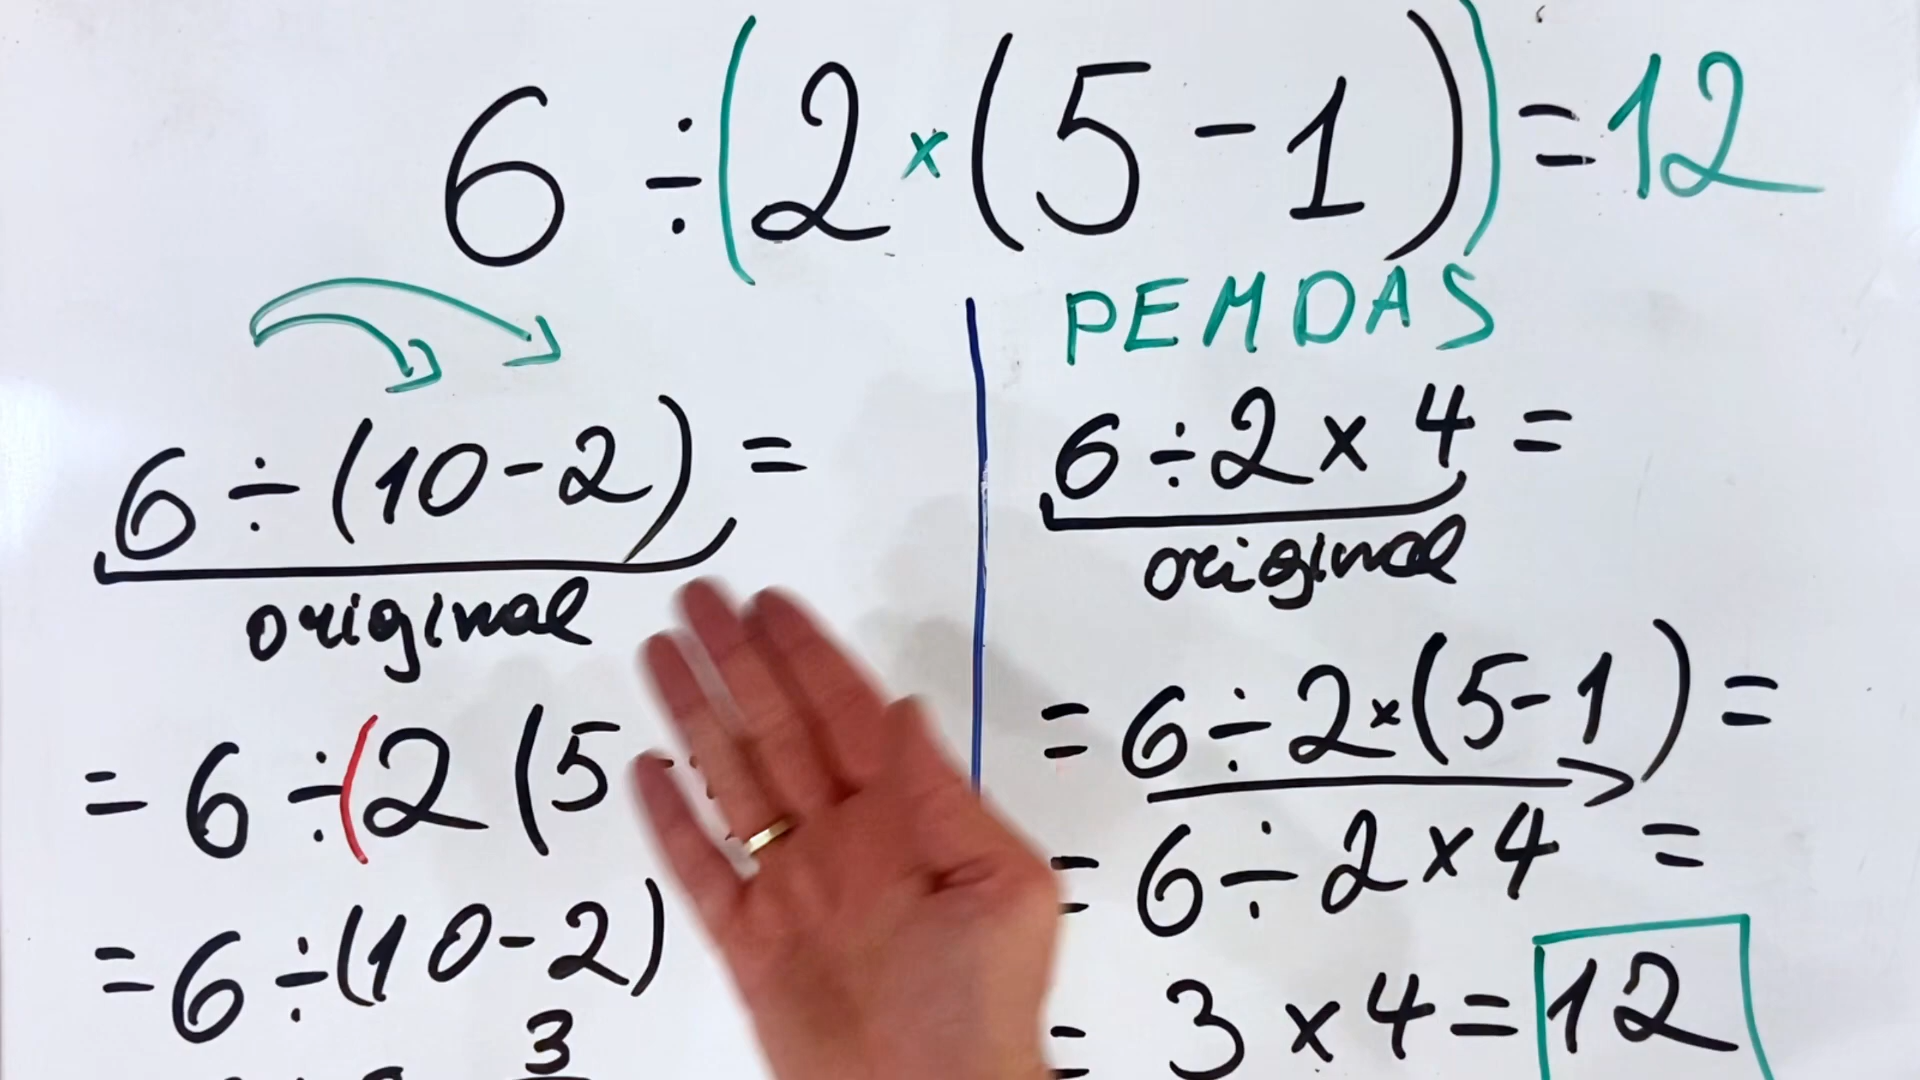 6 ÷ (2 × (5 - 1)) = 12
6 ÷ (10 - 2) =
original
= 6 ÷ (2 (5
= 6 ÷ (10 - 2)
3
PEMDAS
6 ÷ 2 × 4 =
original
= 6 ÷ 2 × (5 - 1) =
= 6 ÷ 2 × 4 =
= 3 × 4 = 12